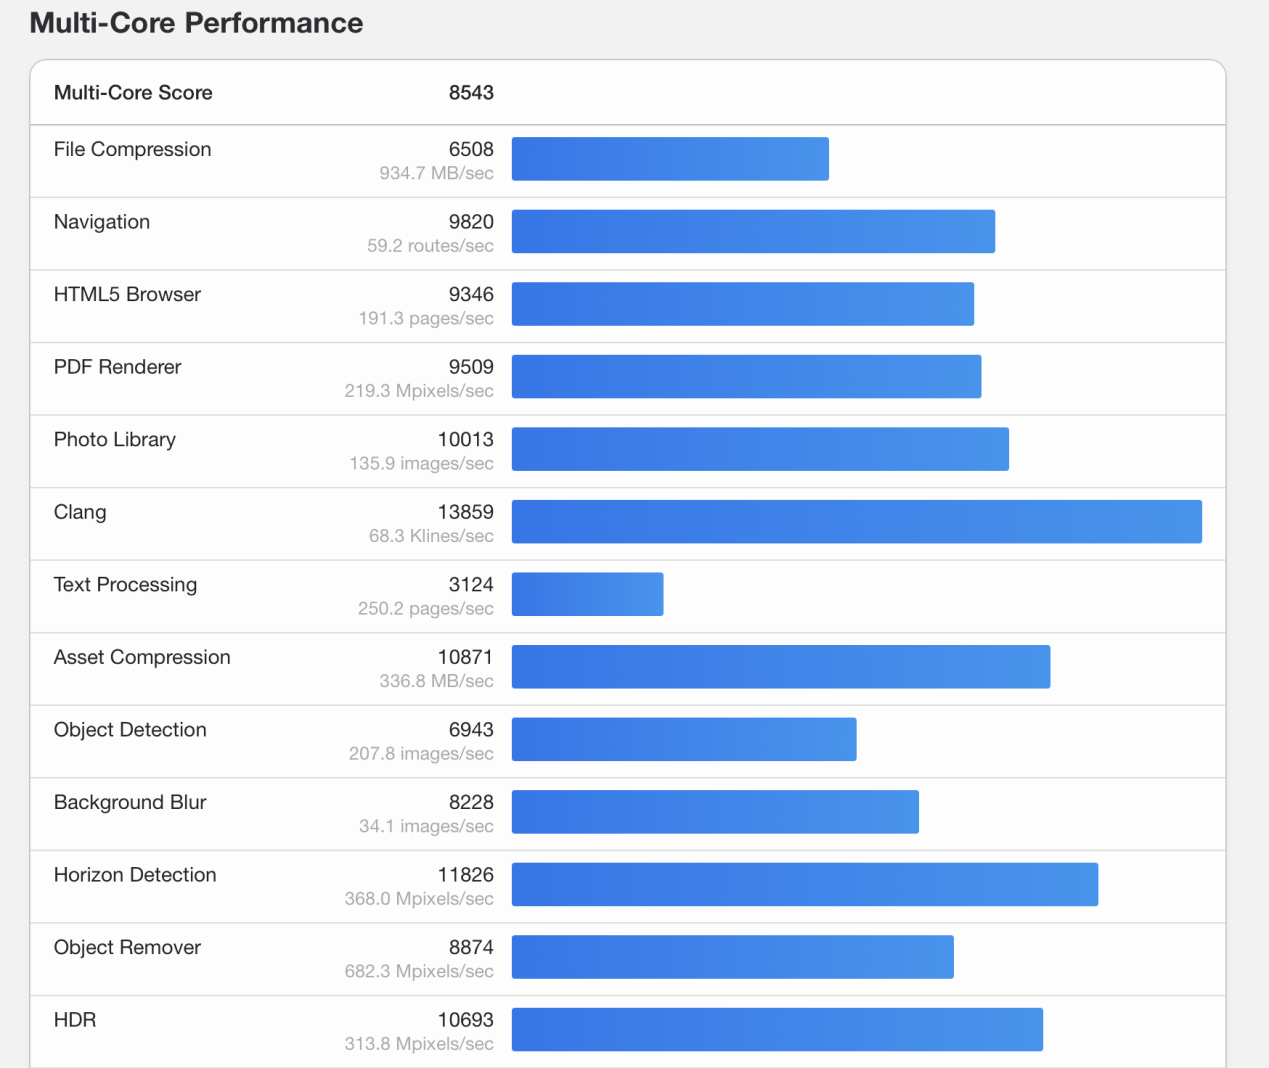 Multi-Core Performance
Multi-Core Score 8543
File Compression 6508
934.7 MB/sec
Navigation 9820
59.2 routes/sec
HTML5 Browser 9346
191.3 pages/sec
PDF Renderer 9509
219.3 Mpixels/sec
Photo Library 10013
135.9 images/sec
Clang 13859
68.3 Klines/sec
Text Processing 3124
250.2 pages/sec
Asset Compression 10871
336.8 MB/sec
Object Detection 6943
207.8 images/sec
Background Blur 8228
34.1 images/sec
Horizon Detection 11826
368.0 Mpixels/sec
Object Remover 8874
682.3 Mpixels/sec
HDR 10693
313.8 Mpixels/sec